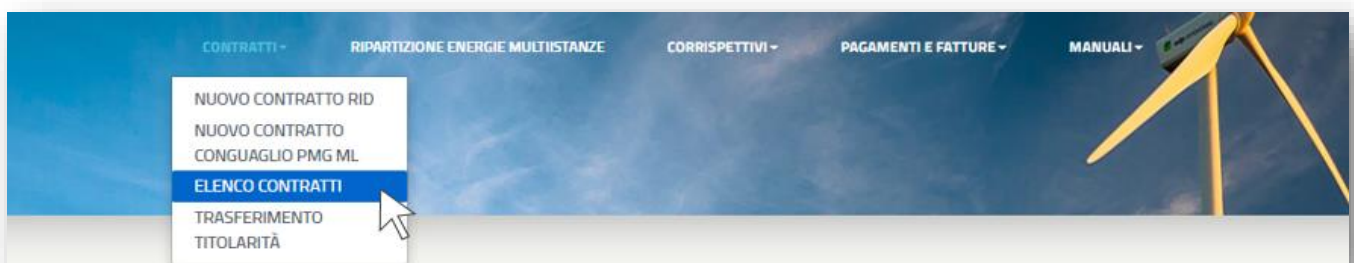 CONTRATTI RIPARTIZIONE ENERGIE MULTIISTANZE CORRISPETTIVI PAGAMENTI E FATTURE MANUALI
NUOVO CONTRATTO RID
NUOVO CONTRATTO
CONGUAGLIO PMG ML
ELENCO CONTRATTI
TRASFERIMENTO
TITOLARITÀ